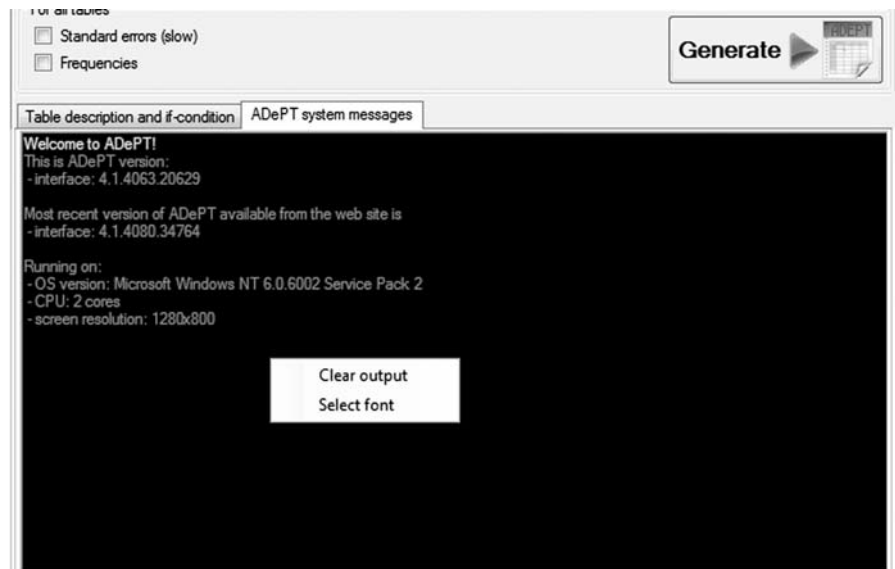 For all tables
Standard errors (slow)
Frequencies
Generate
ADEPT
Table description and if-condition
ADePT system messages
Welcome to ADePT!
This is ADePT version:
- interface: 4.1.4063.20629
Most recent version of ADePT available from the web site is
- interface: 4.1.4080.34764
Running on:
- OS version: Microsoft Windows NT 6.0.6002 Service Pack 2
- CPU: 2 cores
- screen resolution: 1280x800
Clear output
Select font